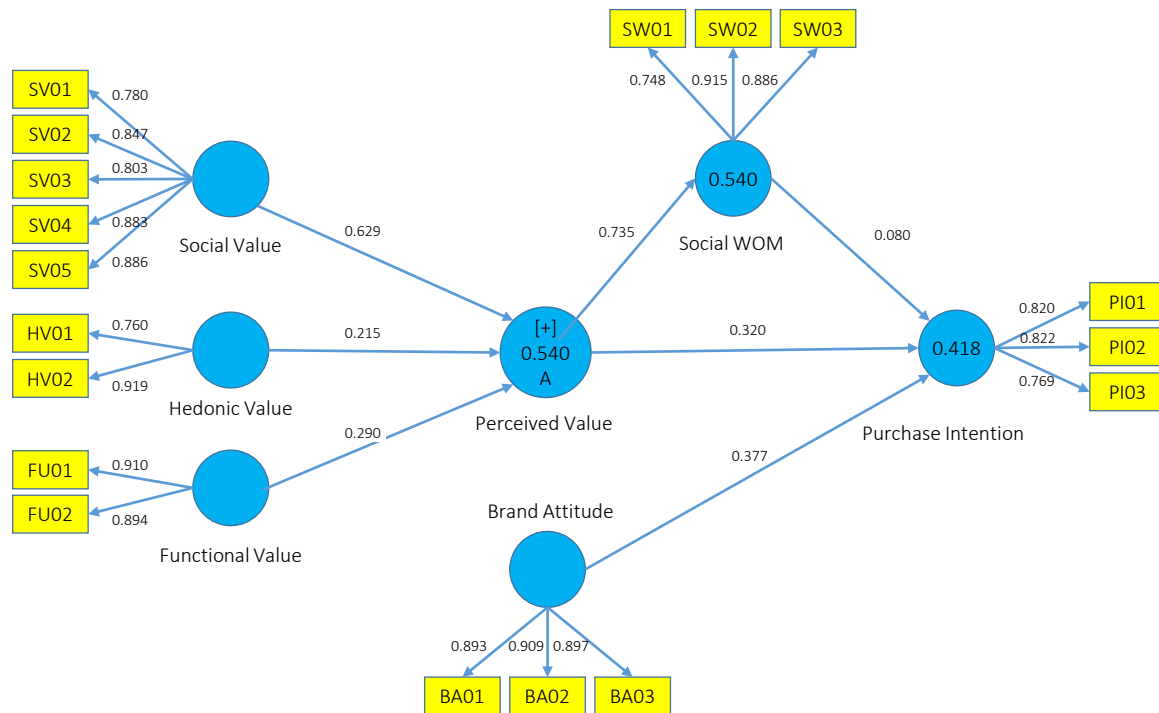 SW01
SW02
SW03
0.748
0.915
0.886
SV01
SV02
SV03
SV04
SV05
0.780
0.847
0.803
0.883
0.886
Social Value
0.629
0.735
0.540
Social WOM
0.080
HV01
HV02
0.760
0.919
Hedonic Value
0.215
[+]
0.540
A
Perceived Value
0.320
0.418
Purchase Intention
0.820
0.822
0.769
PI01
PI02
PI03
FU01
FU02
0.910
0.894
Functional Value
0.290
0.377
Brand Attitude
0.893
0.909
0.897
BA01
BA02
BA03